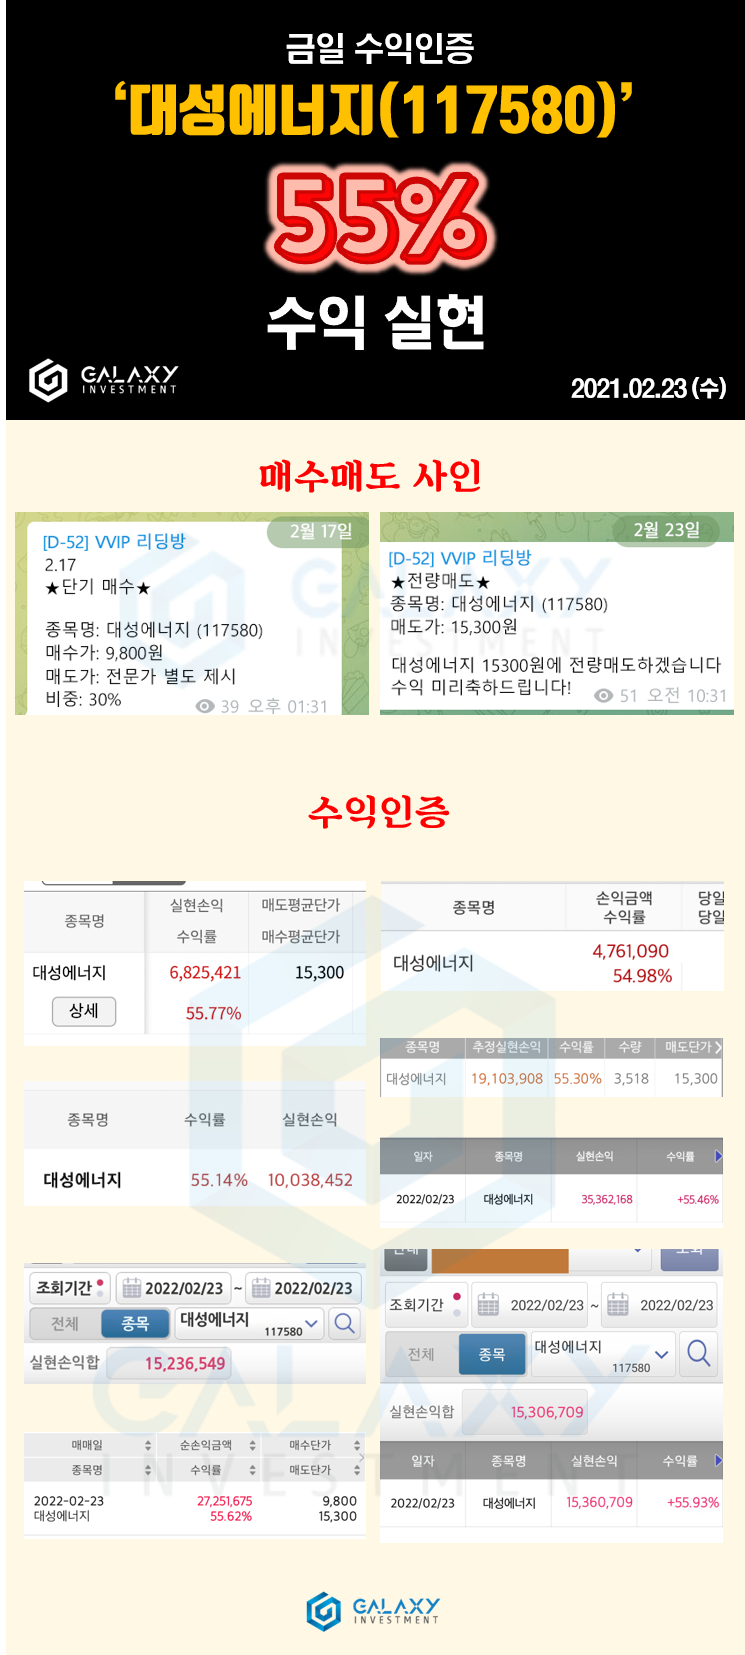 금일 수익인증
‘대성에너지(117580)’
55%
수익 실현
GALAXY
INVESTMENT
2021.02.23 (수)
매수매도 사인
2월 17일
[D-52] VVIP 리딩방
2.17
★단기 매수★
종목명: 대성에너지 (117580)
매수가: 9,800원
매도가: 전문가 별도 제시
비중: 30%
39 오후 01:31
2월 23일
[D-52] VVIP 리딩방
★전량매도★
종목명: 대성에너지 (117580)
매도가: 15,300원
대성에너지 15300원에 전량매도하겠습니다
수익 미리축하드립니다!
51 오전 10:31
GALAXY
INVESTMENT
수익인증
종목명 실현손익 매도평균단가
수익률 매수평균단가
대성에너지 6,825,421 15,300
상세 55.77%
종목명 손익금액 당일
수익률 당일
대성에너지 4,761,090
54.98%
종목명 추정실현손익 수익률 수량 매도단가
대성에너지 19,103,908 55.30% 3,518 15,300
종목명 수익률 실현손익
대성에너지 55.14% 10,038,452
일자 종목명 실현손익 수익률
2022/02/23 대성에너지 35,362,168 +55.46%
조회기간 2022/02/23 ~ 2022/02/23
전체 종목 대성에너지 117580
실현손익합 15,236,549
조회기간 2022/02/23 ~ 2022/02/23
전체 종목 대성에너지 117580
실현손익합 15,306,709
일자 종목명 실현손익 수익률
2022/02/23 대성에너지 15,360,709 +55.93%
매매일 순손익금액 매수단가
종목명 수익률 매도단가
2022-02-23 27,251,675 9,800
대성에너지 55.62% 15,300
GALAXY
INVESTMENT
GALAXY
INVESTMENT